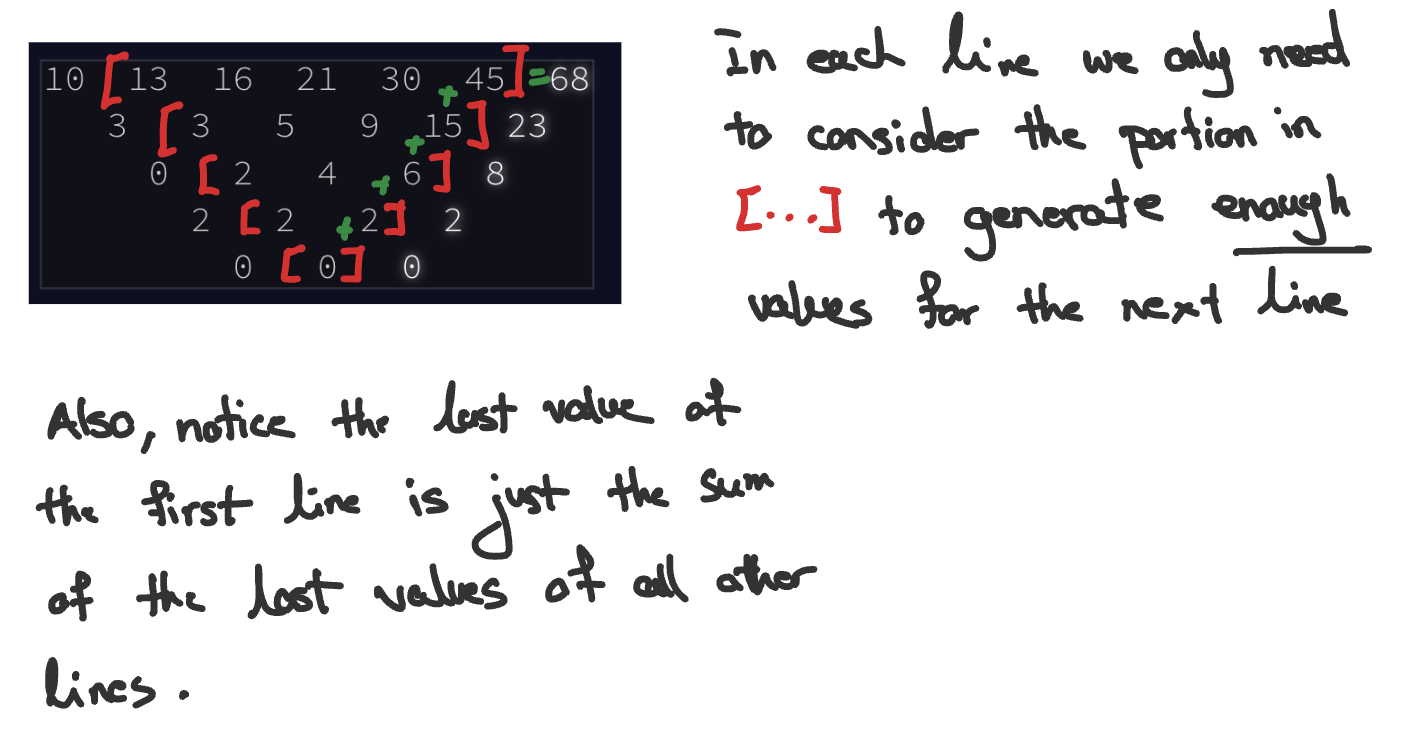 10 [ 13 16 21 30 + 45 ] = 68
3 [ 3 5 9 + 15 ] 23
0 [ 2 4 + 6 ] 8
2 [ 2 + 2 ] 2
0 [ 0 ] 0
In each line we only need
to consider the portion in
[...] to generate enough
values for the next line
Also, notice the last value of
the first line is just the sum
of the last values of all other
lines.